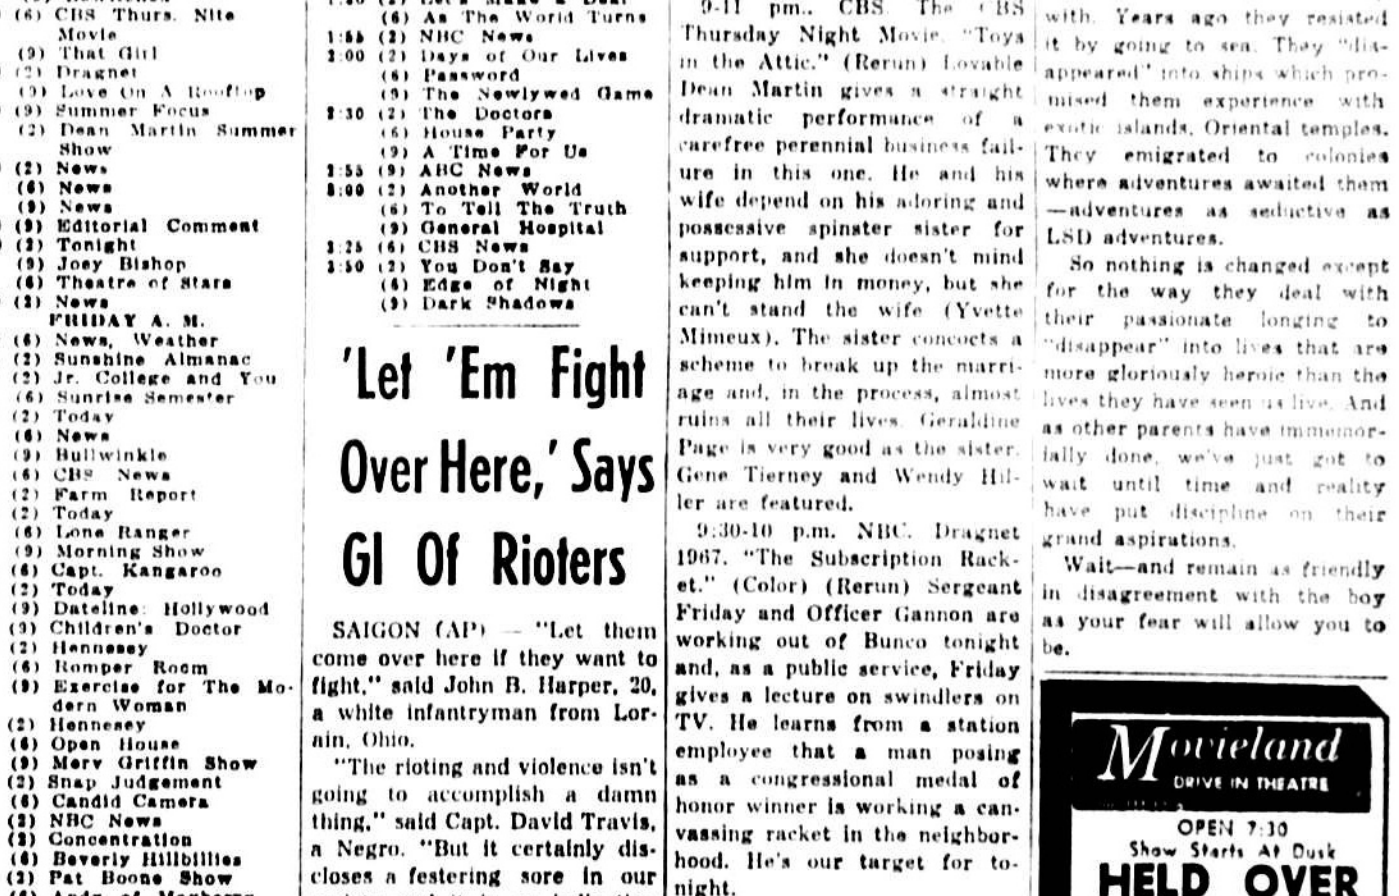 (6) CBS Thurs. Nite
Movie
(9) That Girl
(2) Dragnet
(9) Love On A Rooftop
(9) Summer Focus
(2) Dean Martin Summer
Show
(2) News
(6) News
(9) News
(9) Editorial Comment
(2) Tonight
(9) Joey Bishop
(6) Theatre of Stars
(2) News
FRIDAY A. M.
(6) News, Weather
(2) Sunshine Almanac
(2) Jr. College and You
(6) Sunrise Semester
(2) Today
(6) News
(9) Bullwinkle
(6) CBS News
(2) Farm Report
(2) Today
(6) Lone Ranger
(9) Morning Show
(6) Capt. Kangaroo
(2) Today
(9) Dateline: Hollywood
(9) Children's Doctor
(2) Hennesey
(6) Romper Room
(9) Exercise for The Mo-
dern Woman
(2) Hennesey
(6) Open House
(9) Merv Griffin Show
(2) Snap Judgement
(6) Candid Camera
(2) NBC News
(2) Concentration
(6) Beverly Hillbillies
(2) Pat Boone Show
(6) As The World Turns
1:55 (2) NBC News
2:00 (2) Days of Our Lives
(6) Password
(9) The Newlywed Game
2:30 (2) The Doctors
(6) House Party
(9) A Time For Us
2:55 (9) ABC News
3:00 (2) Another World
(6) To Tell The Truth
(9) General Hospital
3:25 (6) CBS News
3:30 (2) You Don't Say
(6) Edge of Night
(9) Dark Shadows
'Let 'Em Fight
Over Here,' Says
GI Of Rioters
SAIGON (AP) — "Let them
come over here if they want to
fight," said John B. Harper, 20,
a white infantryman from Lor-
ain, Ohio.
"The rioting and violence isn't
going to accomplish a damn
thing," said Capt. David Travis,
a Negro. "But it certainly dis-
closes a festering sore in our
9-11 pm.. CBS. The CBS
Thursday Night Movie. "Toys
in the Attic." (Rerun) Lovable
Dean Martin gives a straight
dramatic performance of a
carefree perennial business fail-
ure in this one. He and his
wife depend on his adoring and
possessive spinster sister for
support, and she doesn't mind
keeping him in money, but she
can't stand the wife (Yvette
Mimeux). The sister concocts a
scheme to break up the marri-
age and, in the process, almost
ruins all their lives. Geraldine
Page is very good as the sister.
Gene Tierney and Wendy Hil-
ler are featured.
9:30-10 p.m. NBC. Dragnet
1967. "The Subscription Rack-
et." (Color) (Rerun) Sergeant
Friday and Officer Gannon are
working out of Bunco tonight
and, as a public service, Friday
gives a lecture on swindlers on
TV. He learns from a station
employee that a man posing
as a congressional medal of
honor winner is working a can-
vassing racket in the neighbor-
hood. He's our target for to-
night.
with. Years ago they resisted
it by going to sea. They "dis-
appeared" into ships which pro-
mised them experience with
exotic islands, Oriental temples.
They emigrated to colonies
where adventures awaited them
—adventures as seductive as
LSD adventures.
So nothing is changed except
for the way they deal with
their passionate longing to
"disappear" into lives that are
more gloriously heroic than the
lives they have seen us live. And
as other parents have immemor-
ially done, we've just got to
wait until time and reality
have put discipline on their
grand aspirations.
Wait—and remain as friendly
in disagreement with the boy
as your fear will allow you to
be.
Movieland
DRIVE IN THEATRE
OPEN 7:30
Show Starts At Dusk
HELD OVER